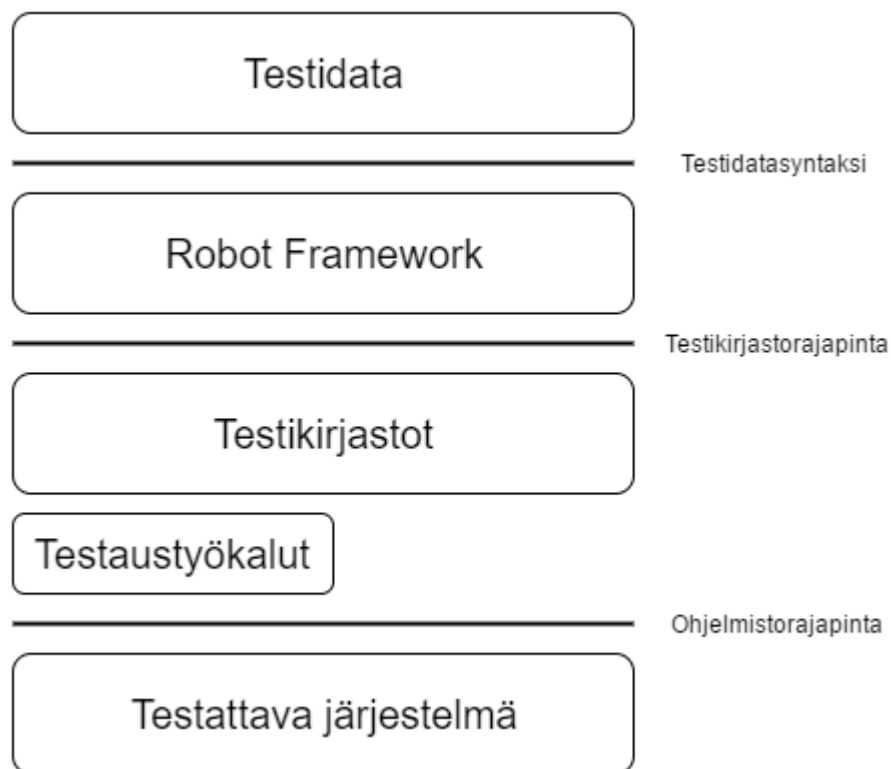 Testidata
Testidatasyntaksi
Robot Framework
Testikirjastorajapinta
Testikirjastot
Testaustyökalut
Ohjelmistorajapinta
Testattava järjestelmä